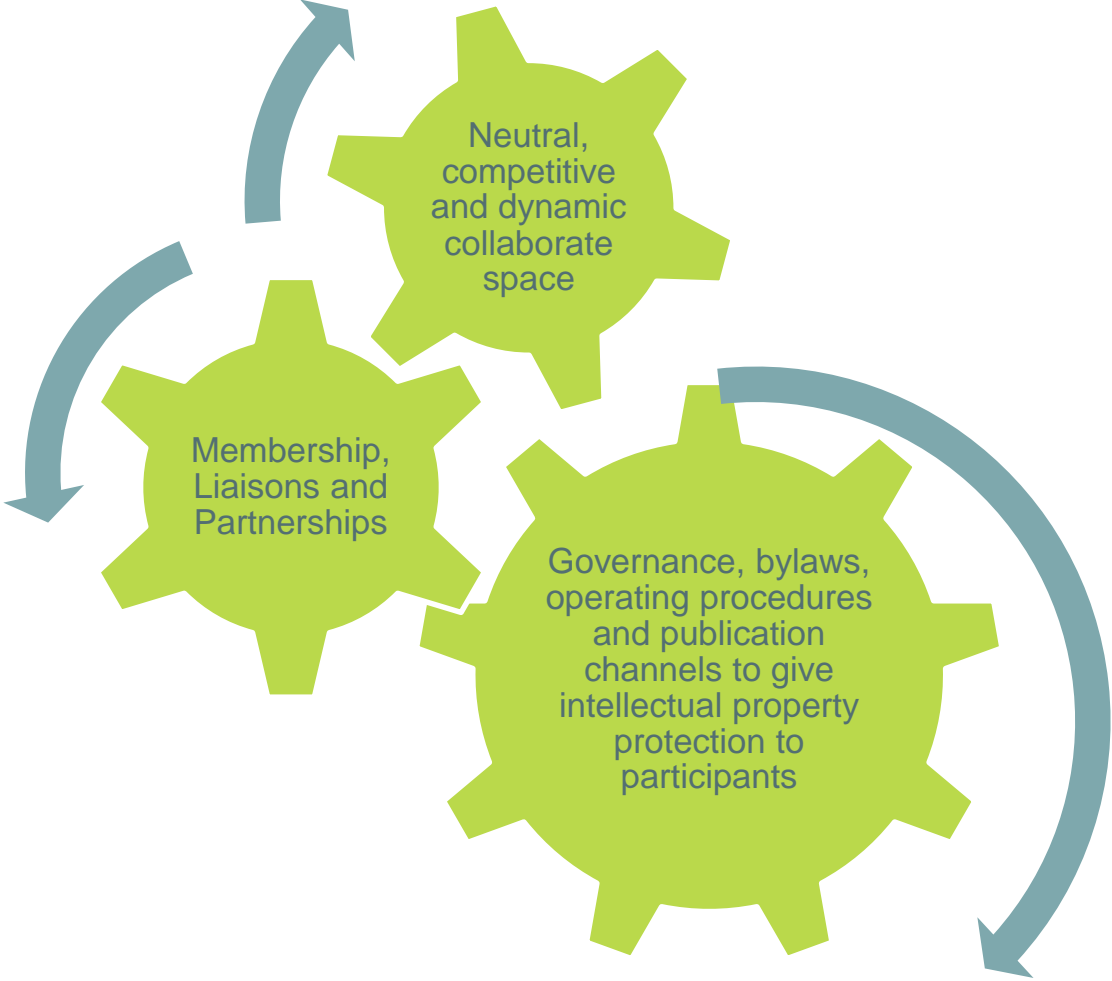 Neutral,
competitive
and dynamic
collaborate
space
Membership,
Liaisons and
Partnerships
Governance, bylaws,
operating procedures
and publication
channels to give
intellectual property
protection to
participants